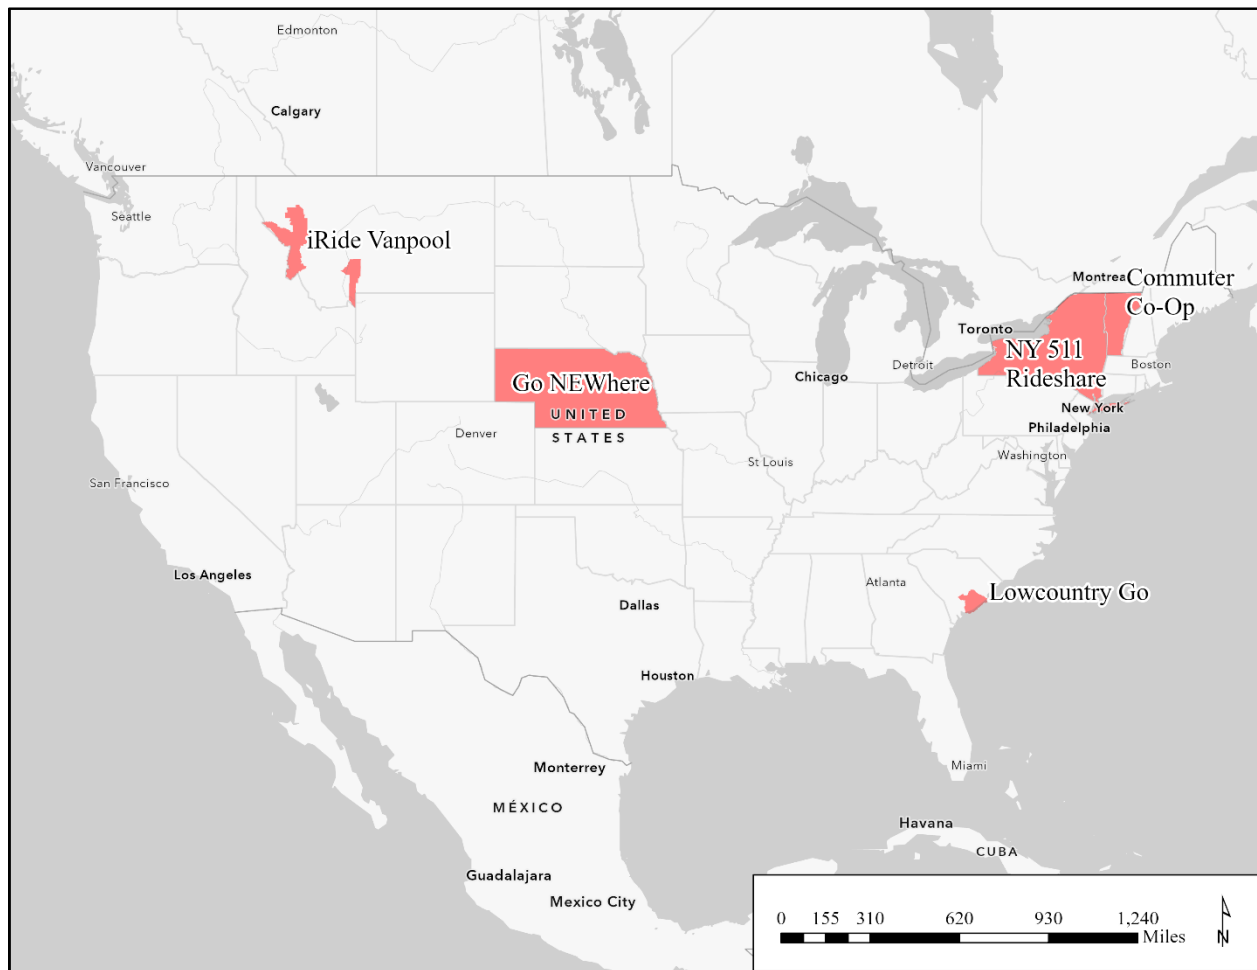 Edmonton
Calgary
Vancouver
Seattle
iRide Vanpool
Montrea
Commuter
Co-Op
Toronto
NY 511
Rideshare
Detroit
Boston
Chicago
Go NEWhere
New York
UNITED
STATES
Philadelphia
Denver
Washington
St Louis
San Francisco
Los Angeles
Atlanta
Lowcountry Go
Dallas
Houston
Monterrey
Miami
MÉXICO
Havana
CUBA
Guadalajara
Mexico City
0 155 310 620 930 1,240
Miles
N